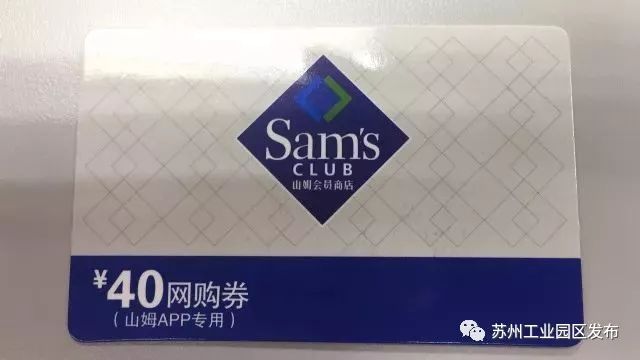 Sam's
CLUB
山姆会员商店
¥40网购券
（山姆APP专用）
苏州工业园区发布